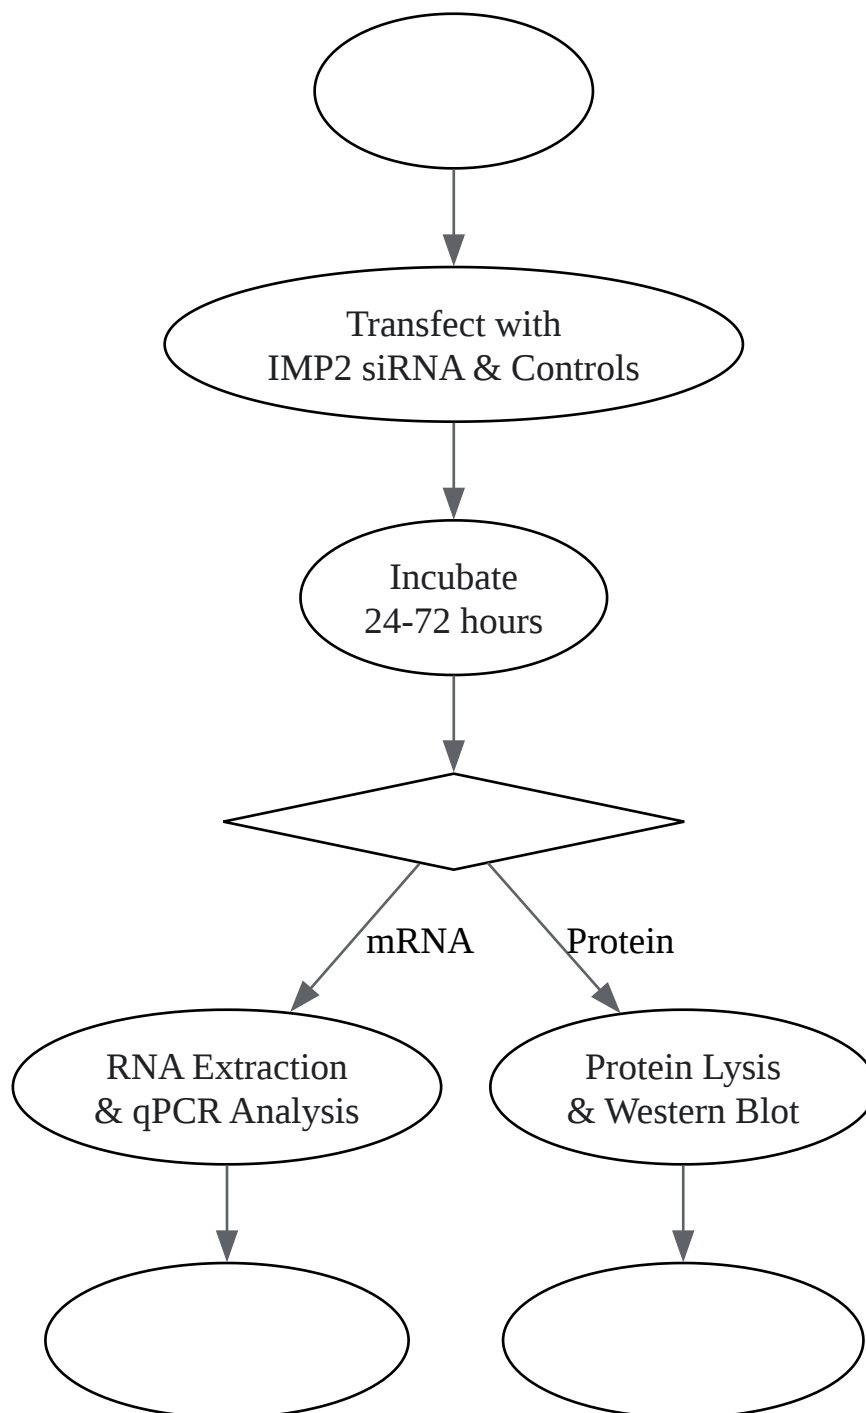 Transfect with
IMP2 siRNA & Controls
Incubate
24-72 hours
mRNA
Protein
RNA Extraction
& qPCR Analysis
Protein Lysis
& Western Blot